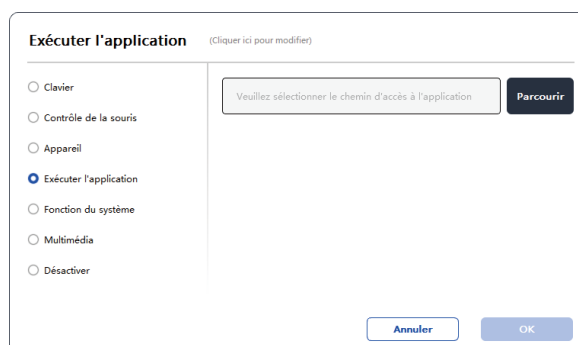 Exécuter l'application (Cliquer ici pour modifier)
Clavier
Contrôle de la souris
Appareil
Exécuter l'application
Fonction du système
Multimédia
Désactiver
Veuillez sélectionner le chemin d'accès à l'application
Parcourir
Annuler
OK